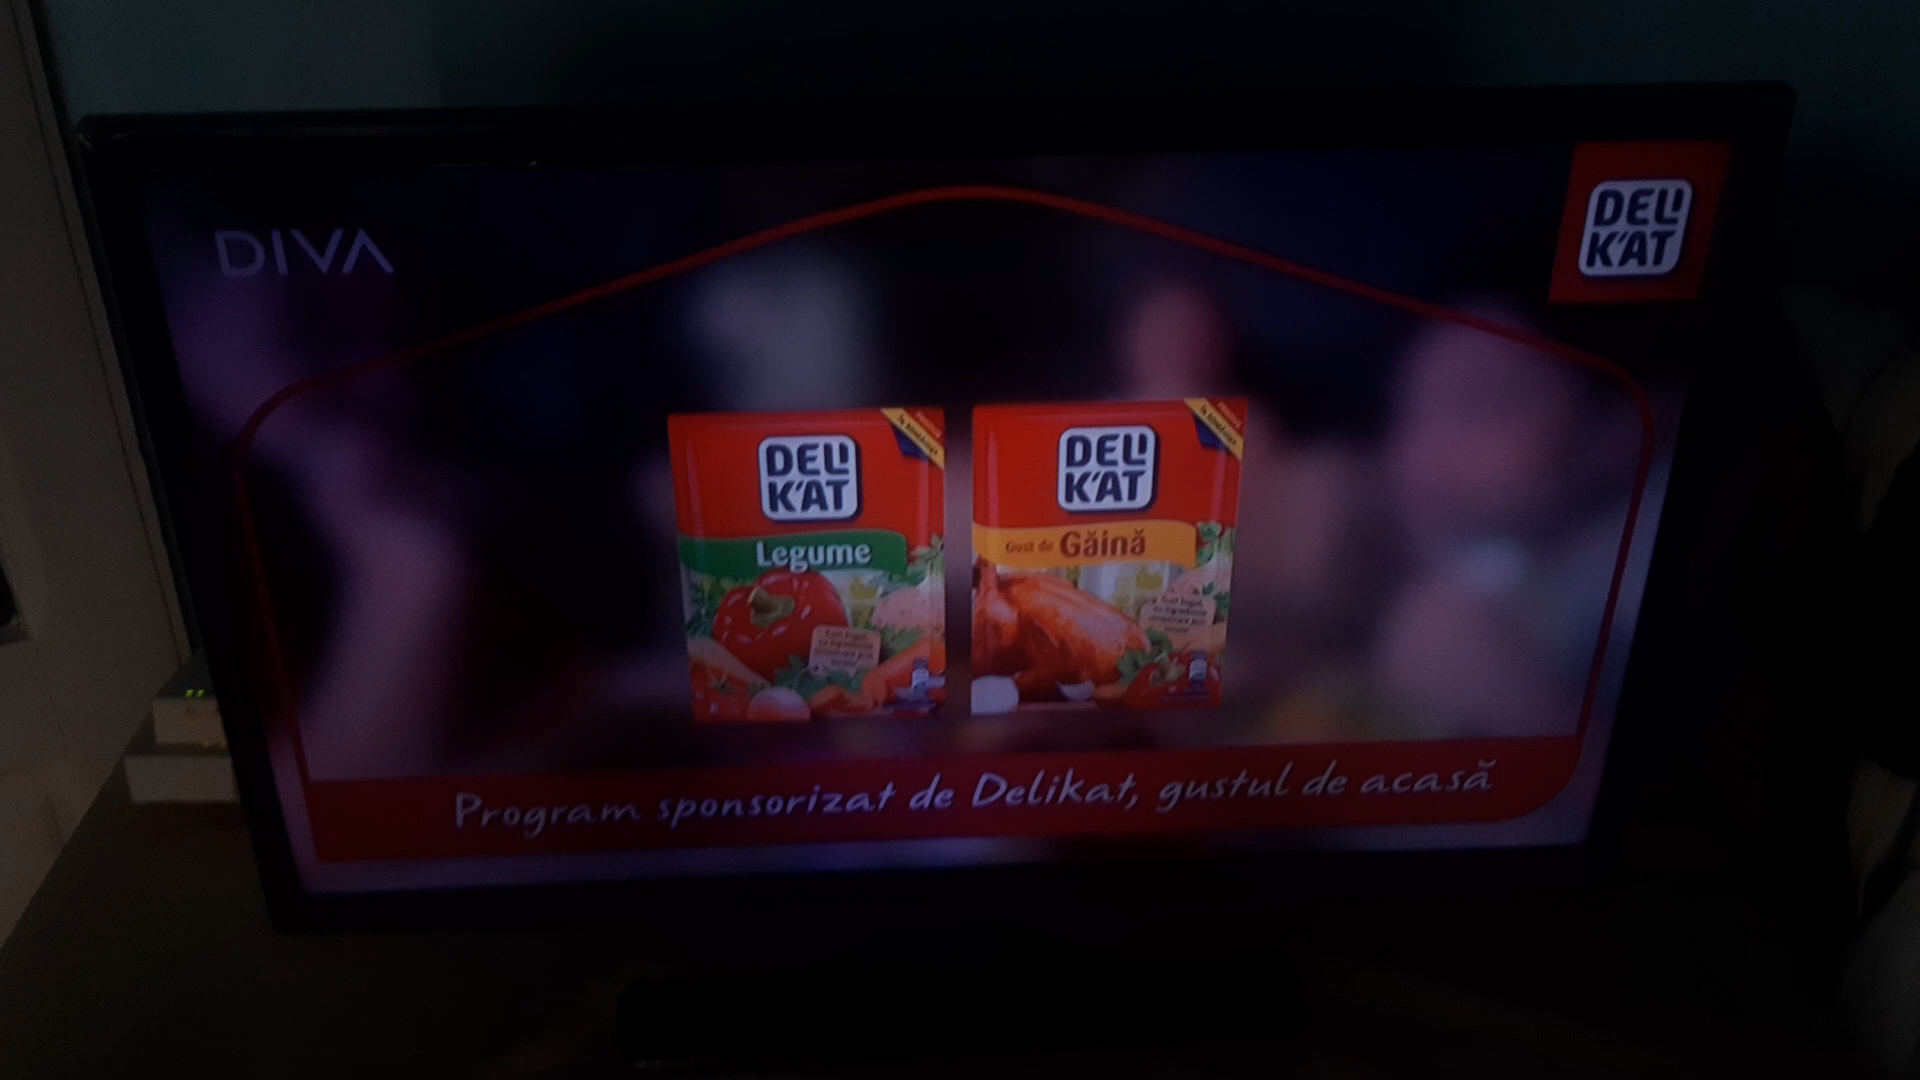 DIVA
DELI
K'AT
DELI
K'AT
Legume
DELI
K'AT
Gust de Găină
Program sponsorizat de Delikat, gustul de acasă